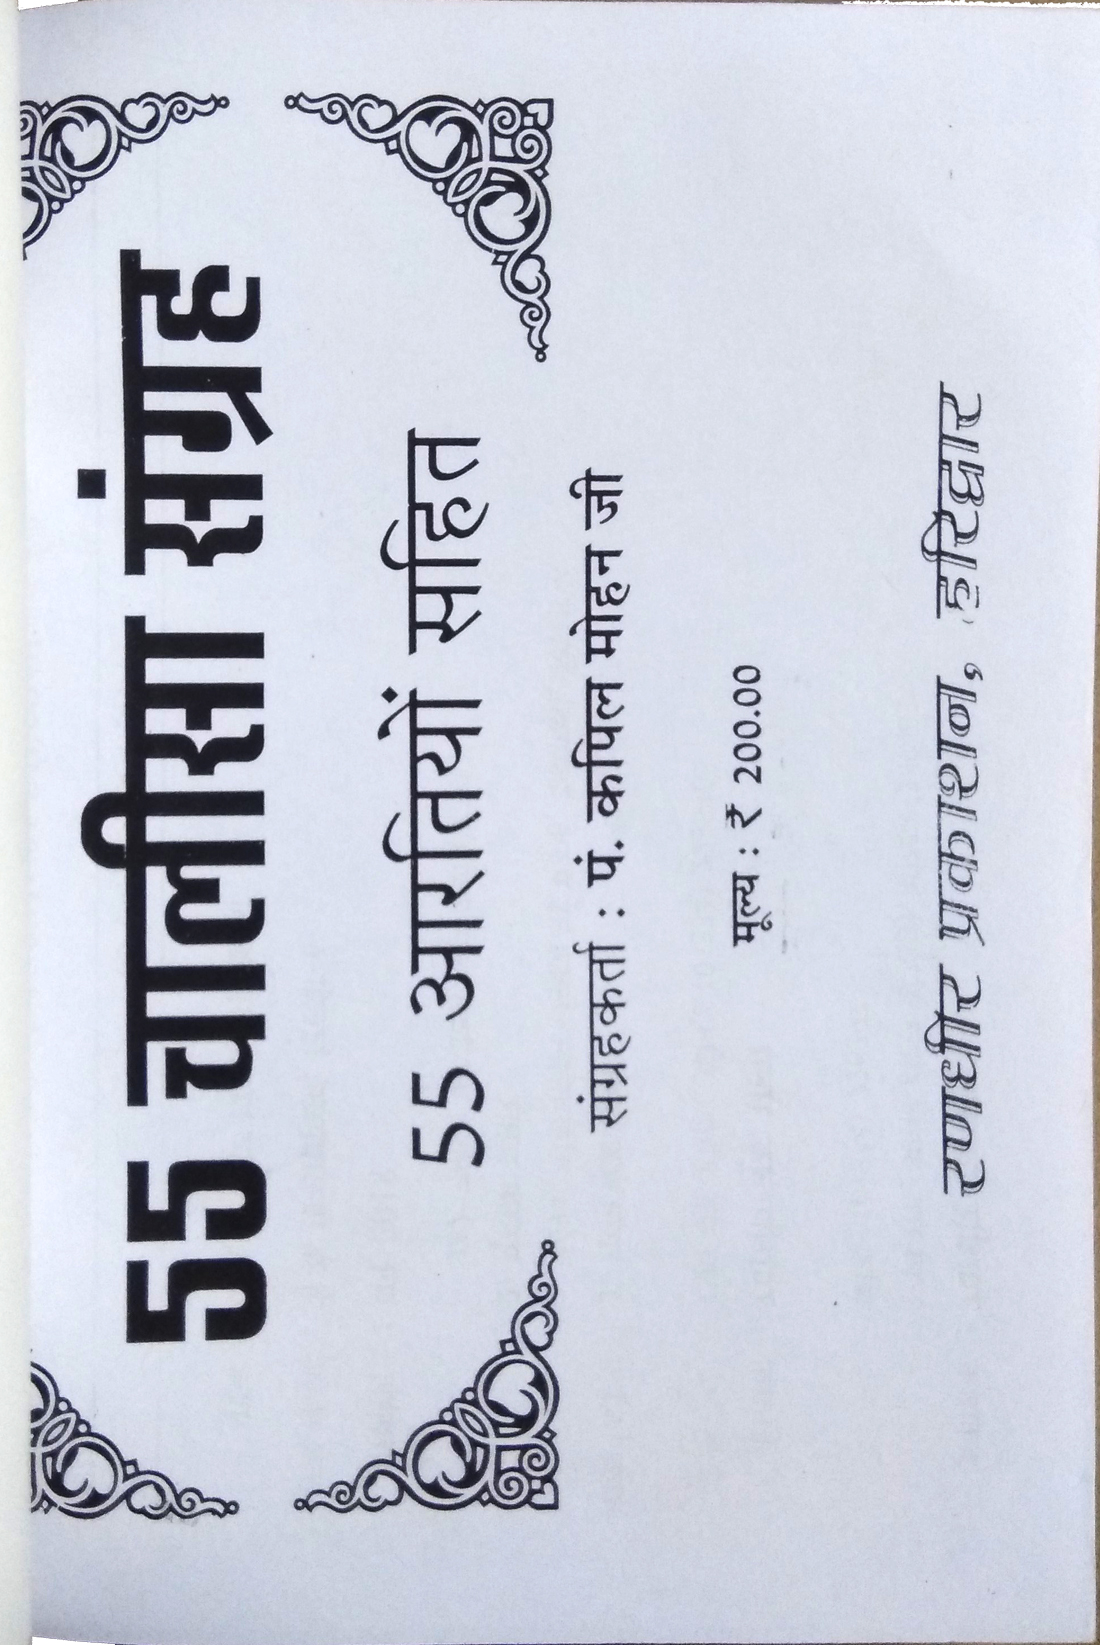 55 चालीसा संग्रह
55 आरतियों सहित
संग्रहकर्ता : पं. कपिल मोहन जी
मूल्य : ₹ 200.00
रणधीर प्रकाशन, हरिद्वार